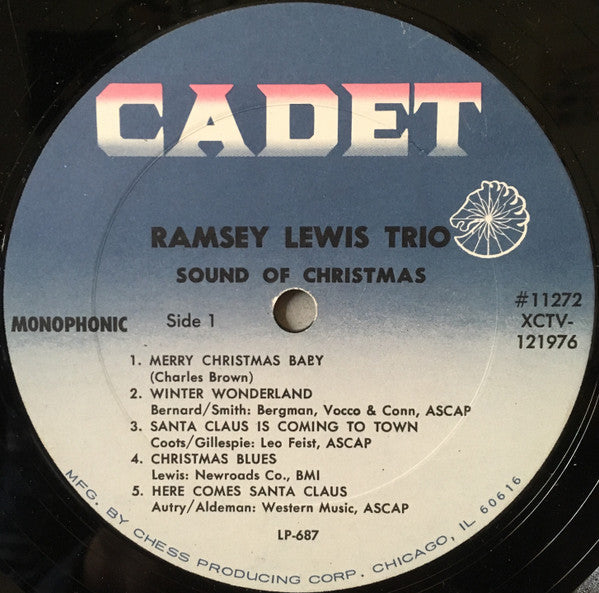 CADET
RAMSEY LEWIS TRIO
SOUND OF CHRISTMAS
MONOPHONIC
Side 1
#11272
XCTV-
121976
1. MERRY CHRISTMAS BABY
(Charles Brown)
2. WINTER WONDERLAND
Bernard/Smith: Bergman, Vocco & Conn, ASCAP
3. SANTA CLAUS IS COMING TO TOWN
Coots/Gillespie: Leo Feist, ASCAP
4. CHRISTMAS BLUES
Lewis: Newroads Co., BMI
5. HERE COMES SANTA CLAUS
Autry/Aldeman: Western Music, ASCAP
LP-687
MFG. BY CHESS PRODUCING CORP. CHICAGO, IL 60616